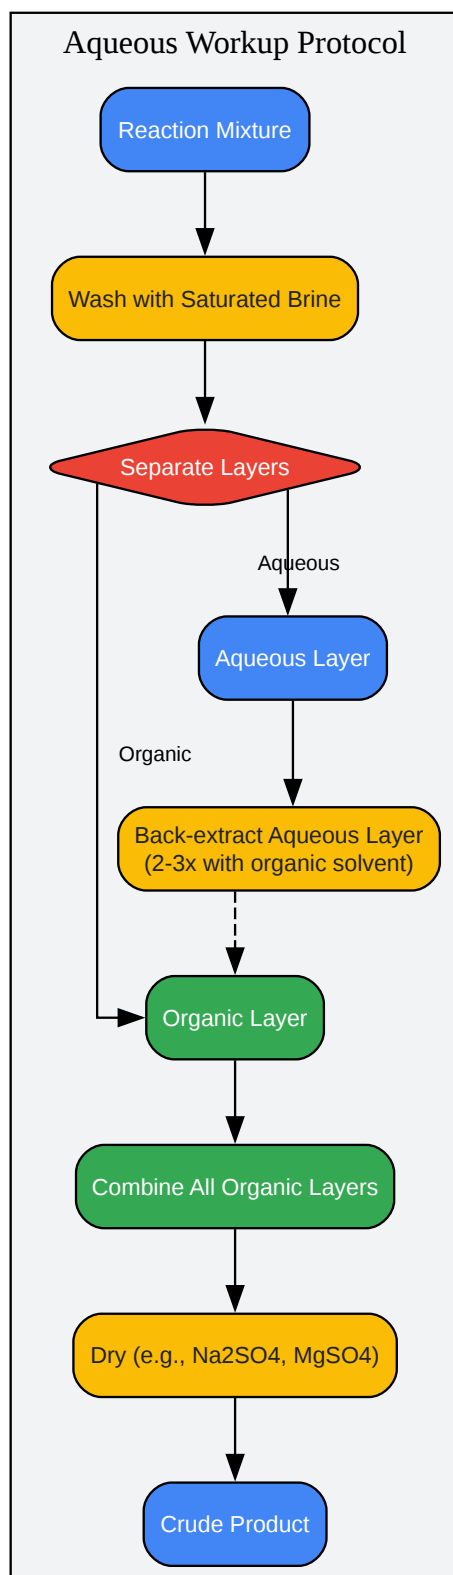 Aqueous Workup Protocol
Reaction Mixture
Wash with Saturated Brine
Separate Layers
Aqueous
Aqueous Layer
Organic
Back-extract Aqueous Layer
(2-3x with organic solvent)
Organic Layer
Combine All Organic Layers
Dry (e.g., Na2SO4, MgSO4)
Crude Product